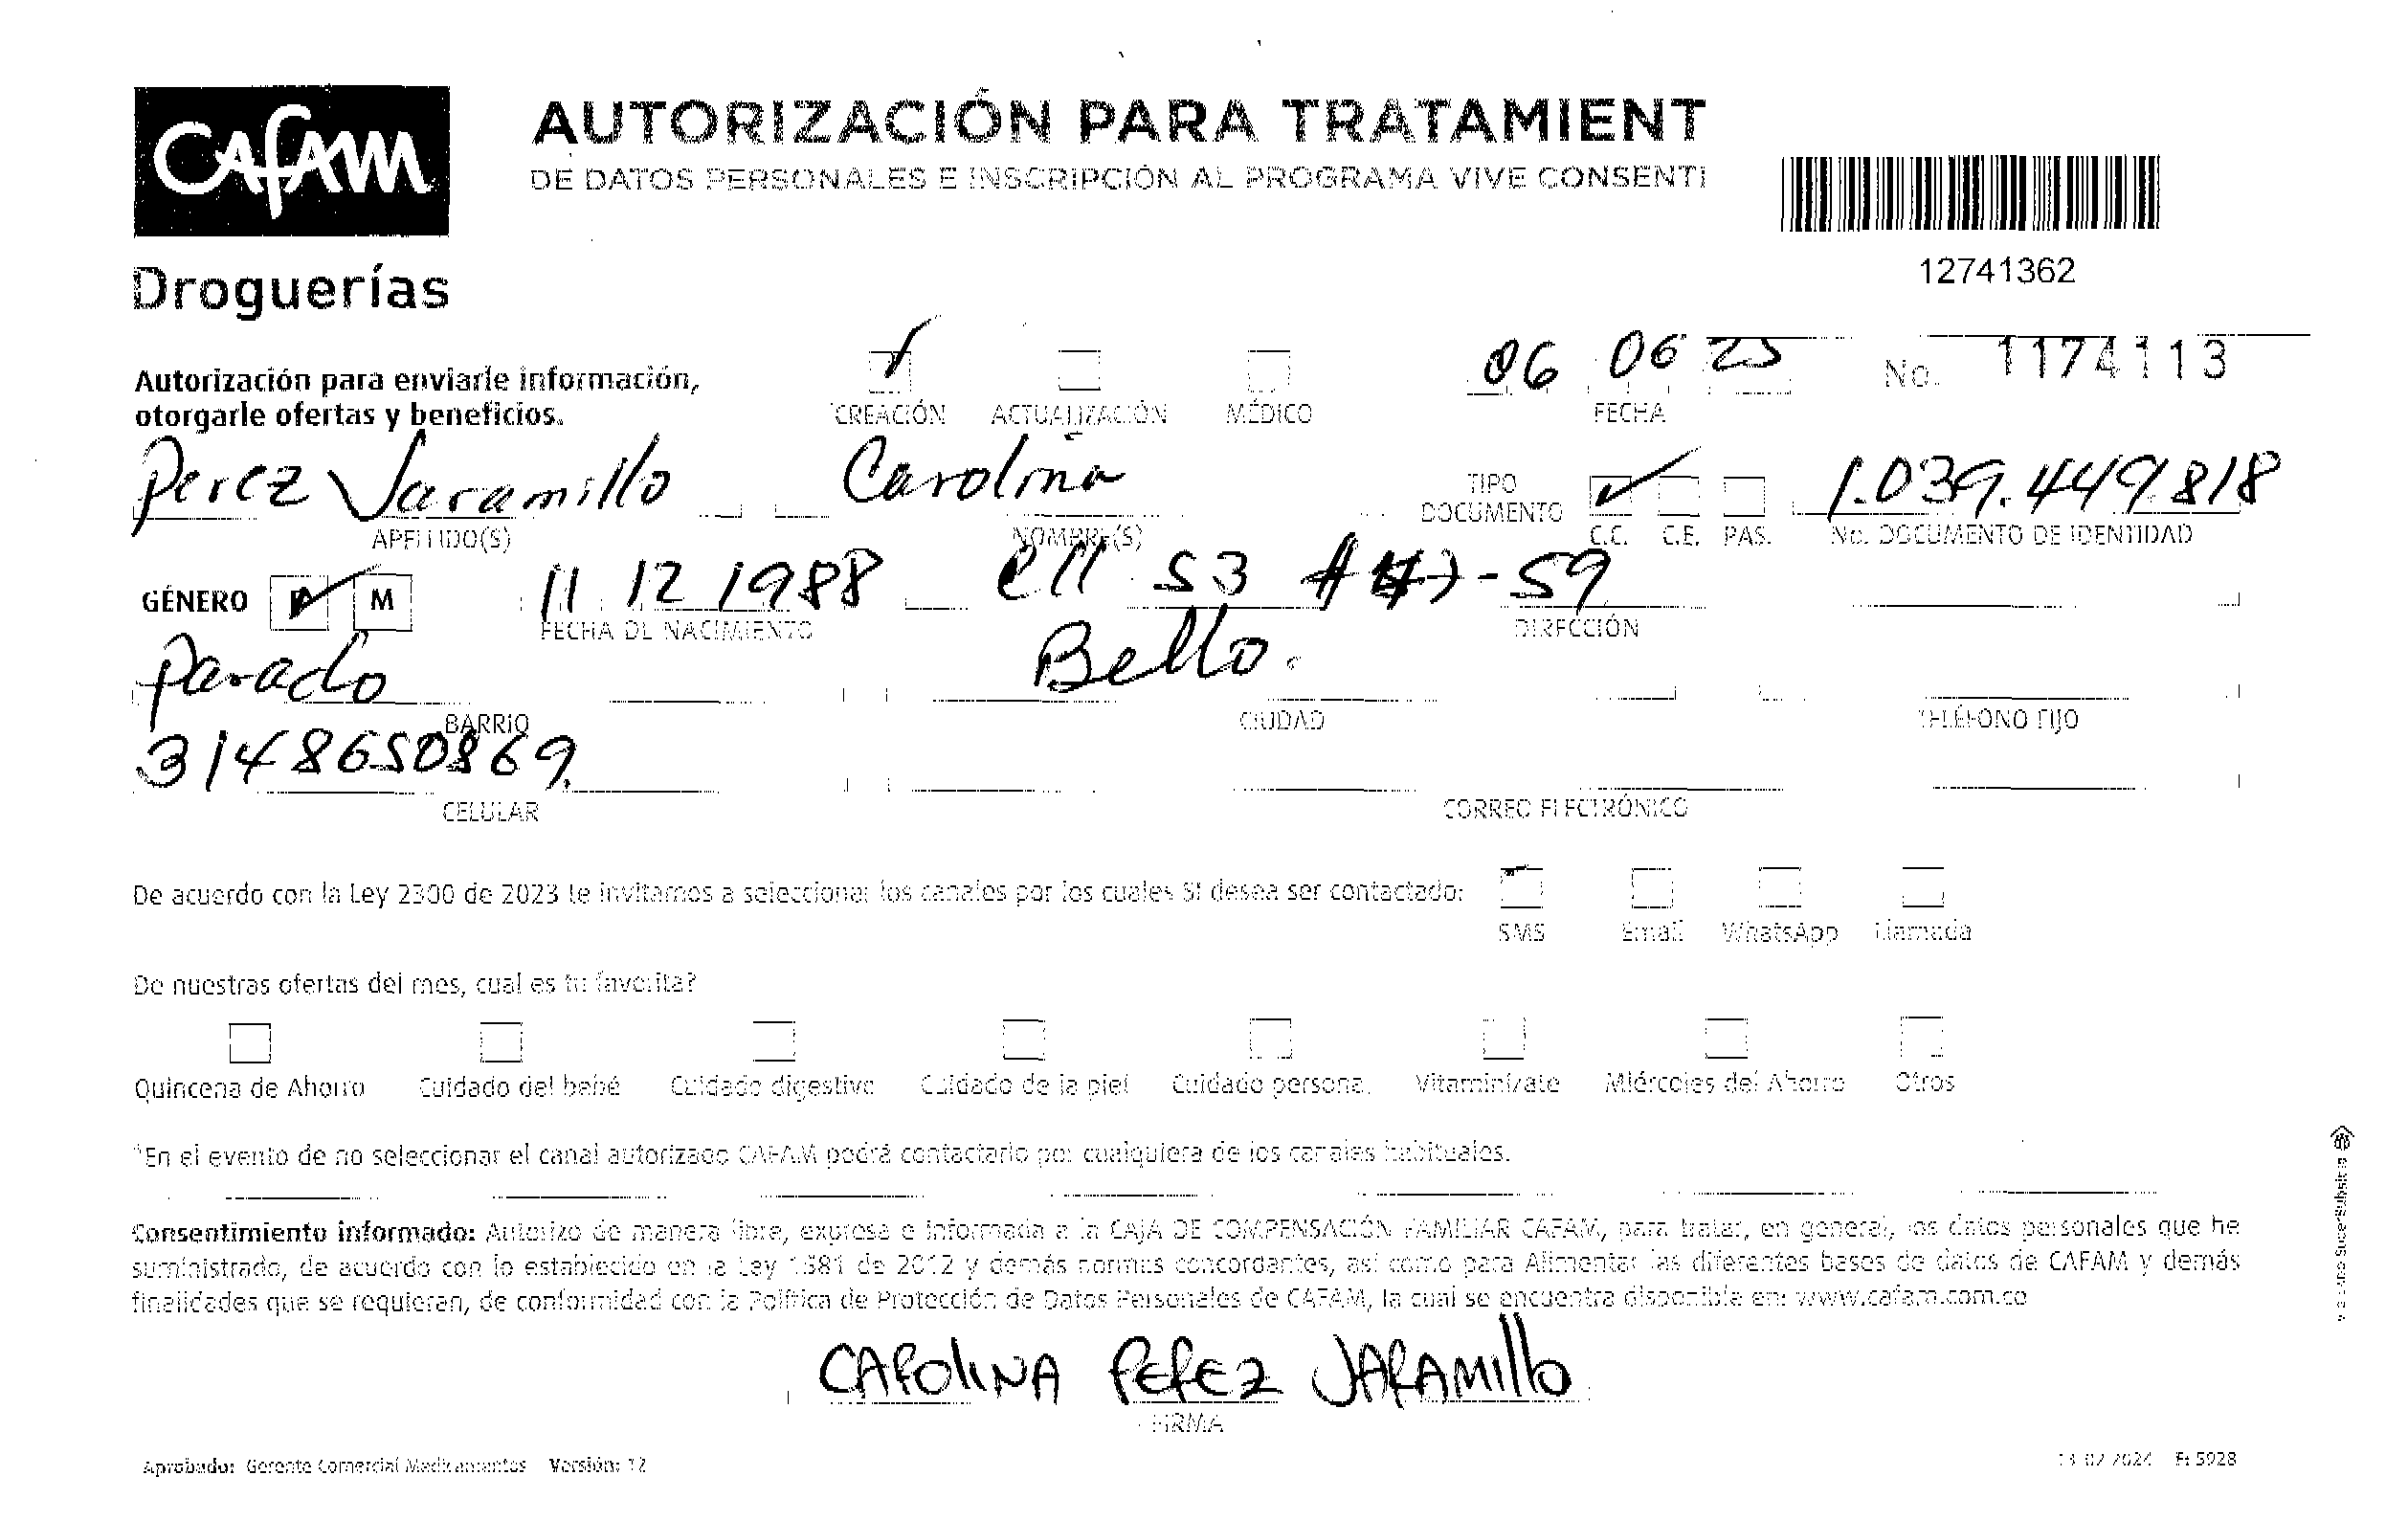 Cafam
AUTORIZACIÓN PARA TRATAMIENT
DE DATOS PERSONALES E INSCRIPCIÓN AL PROGRAMA VIVE CONSENTI
12741362
Droguerías
Autorización para enviarle información,
otorgarle ofertas y beneficios.
CREACIÓN ACTUALIZACIÓN MÉDICO
06 06 25
FECHA
No. 1174113
Perez Jaramillo Carolina
APELLIDO(S) NOMBRE(S)
TIPO DOCUMENTO C.C. C.E. PAS.
1.039.449818
No. DOCUMENTO DE IDENTIDAD
GÉNERO F M
11 12 1988 cll 53 # -59
FECHA DE NACIMIENTO DIRECCIÓN
Parado Bello.
BARRIO CIUDAD TELÉFONO FIJO
3148650869
CELULAR CORREO ELECTRÓNICO
De acuerdo con la Ley 2300 de 2023 te invitamos a seleccionar los canales por los cuales SI desea ser contactado:
SMS Email WhatsApp Llamada
De nuestras ofertas del mes, cual es tu favorita?
Quincena de Ahorro Cuidado del bebé Cuidado digestivo Cuidado de la piel Cuidado personal Vitaminízate Miércoles del Ahorro Otros
*En el evento de no seleccionar el canal autorizado CAFAM podrá contactarlo por cualquiera de los canales habituales.
Consentimiento informado: Autorizo de manera libre, expresa e informada a la CAJA DE COMPENSACIÓN FAMILIAR CAFAM, para tratar, en general, los datos personales que he
suministrado, de acuerdo con lo establecido en la Ley 1581 de 2012 y demás normas concordantes, así como para Alimentar las diferentes bases de datos de CAFAM y demás
finalidades que se requieran, de conformidad con la Política de Protección de Datos Personales de CAFAM, la cual se encuentra disponible en: www.cafam.com.co
CAROLINA PEREZ JARAMIllo
FIRMA
Aprobado: Gerente Comercial Medicamentos Versión: 12
13-02-2024 F: 5928